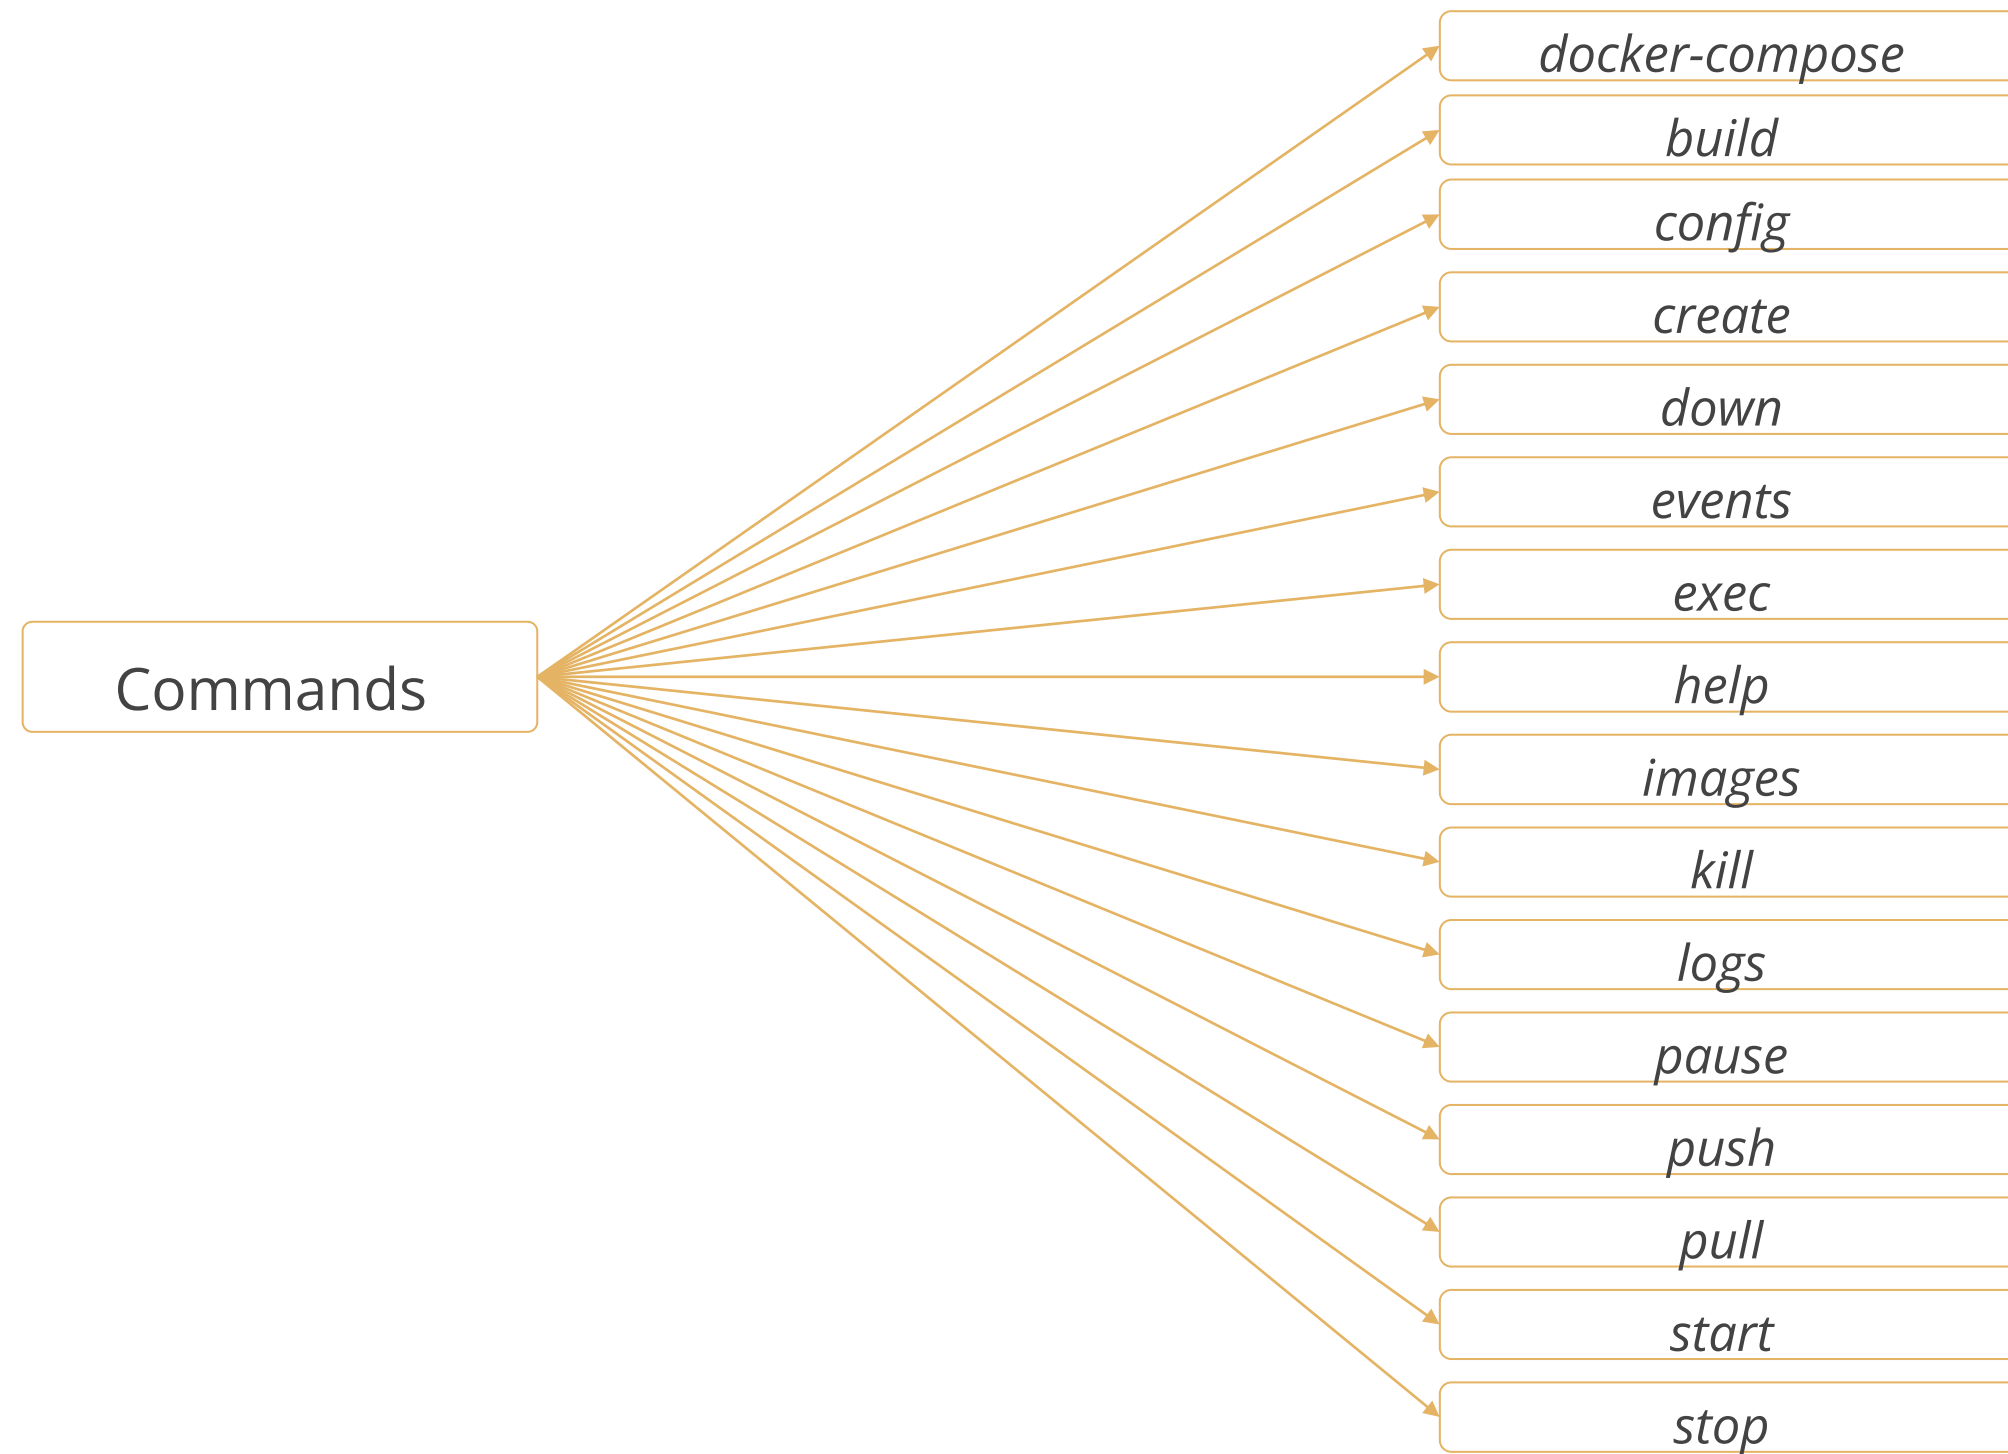 docker-compose
build
config
create
down
events
exec
Commands
help
images
kill
logs
pause
push
pull
start
stop